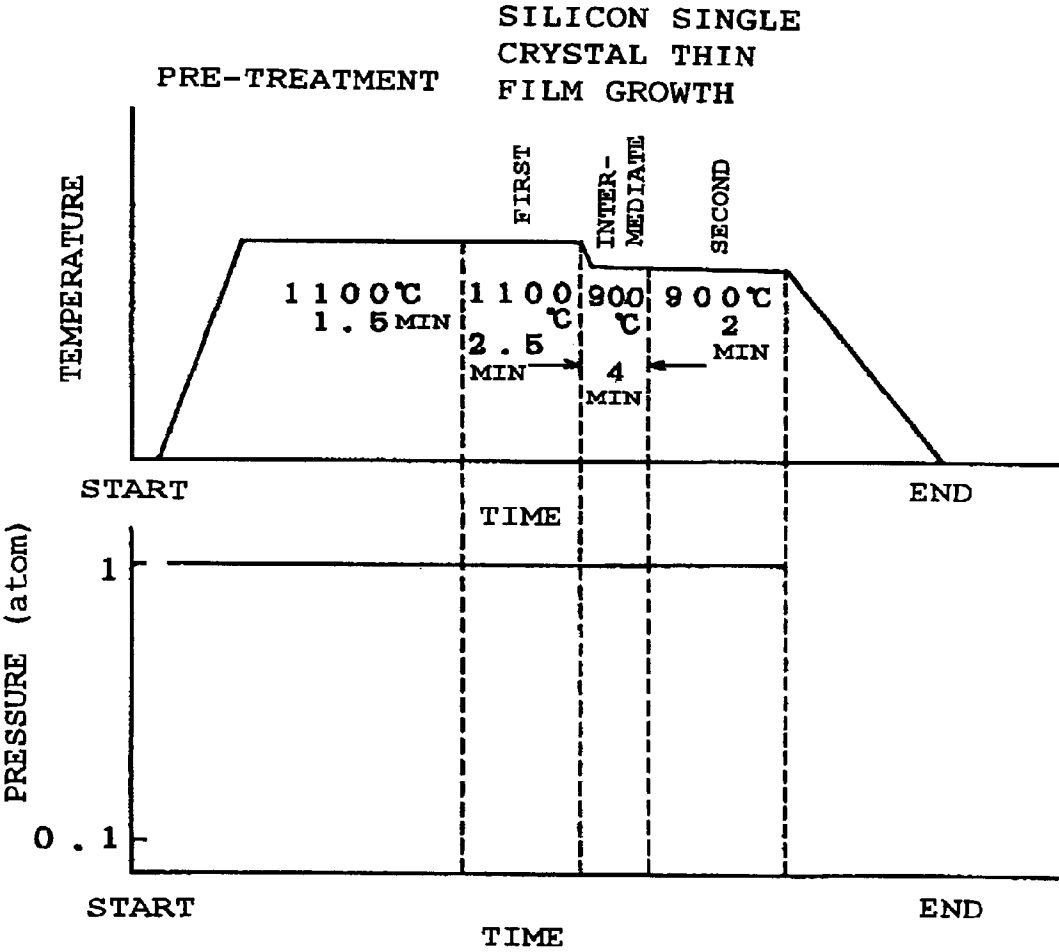 SILICON SINGLE
CRYSTAL THIN
FILM GROWTH
PRE-TREATMENT
FIRST
INTER-
MEDIATE
SECOND
TEMPERATURE
1100℃
1.5 MIN
1100
℃
2.5
MIN
900
℃
4
MIN
900℃
2
MIN
START
END
TIME
PRESSURE (atom)
1
0.1
START
END
TIME